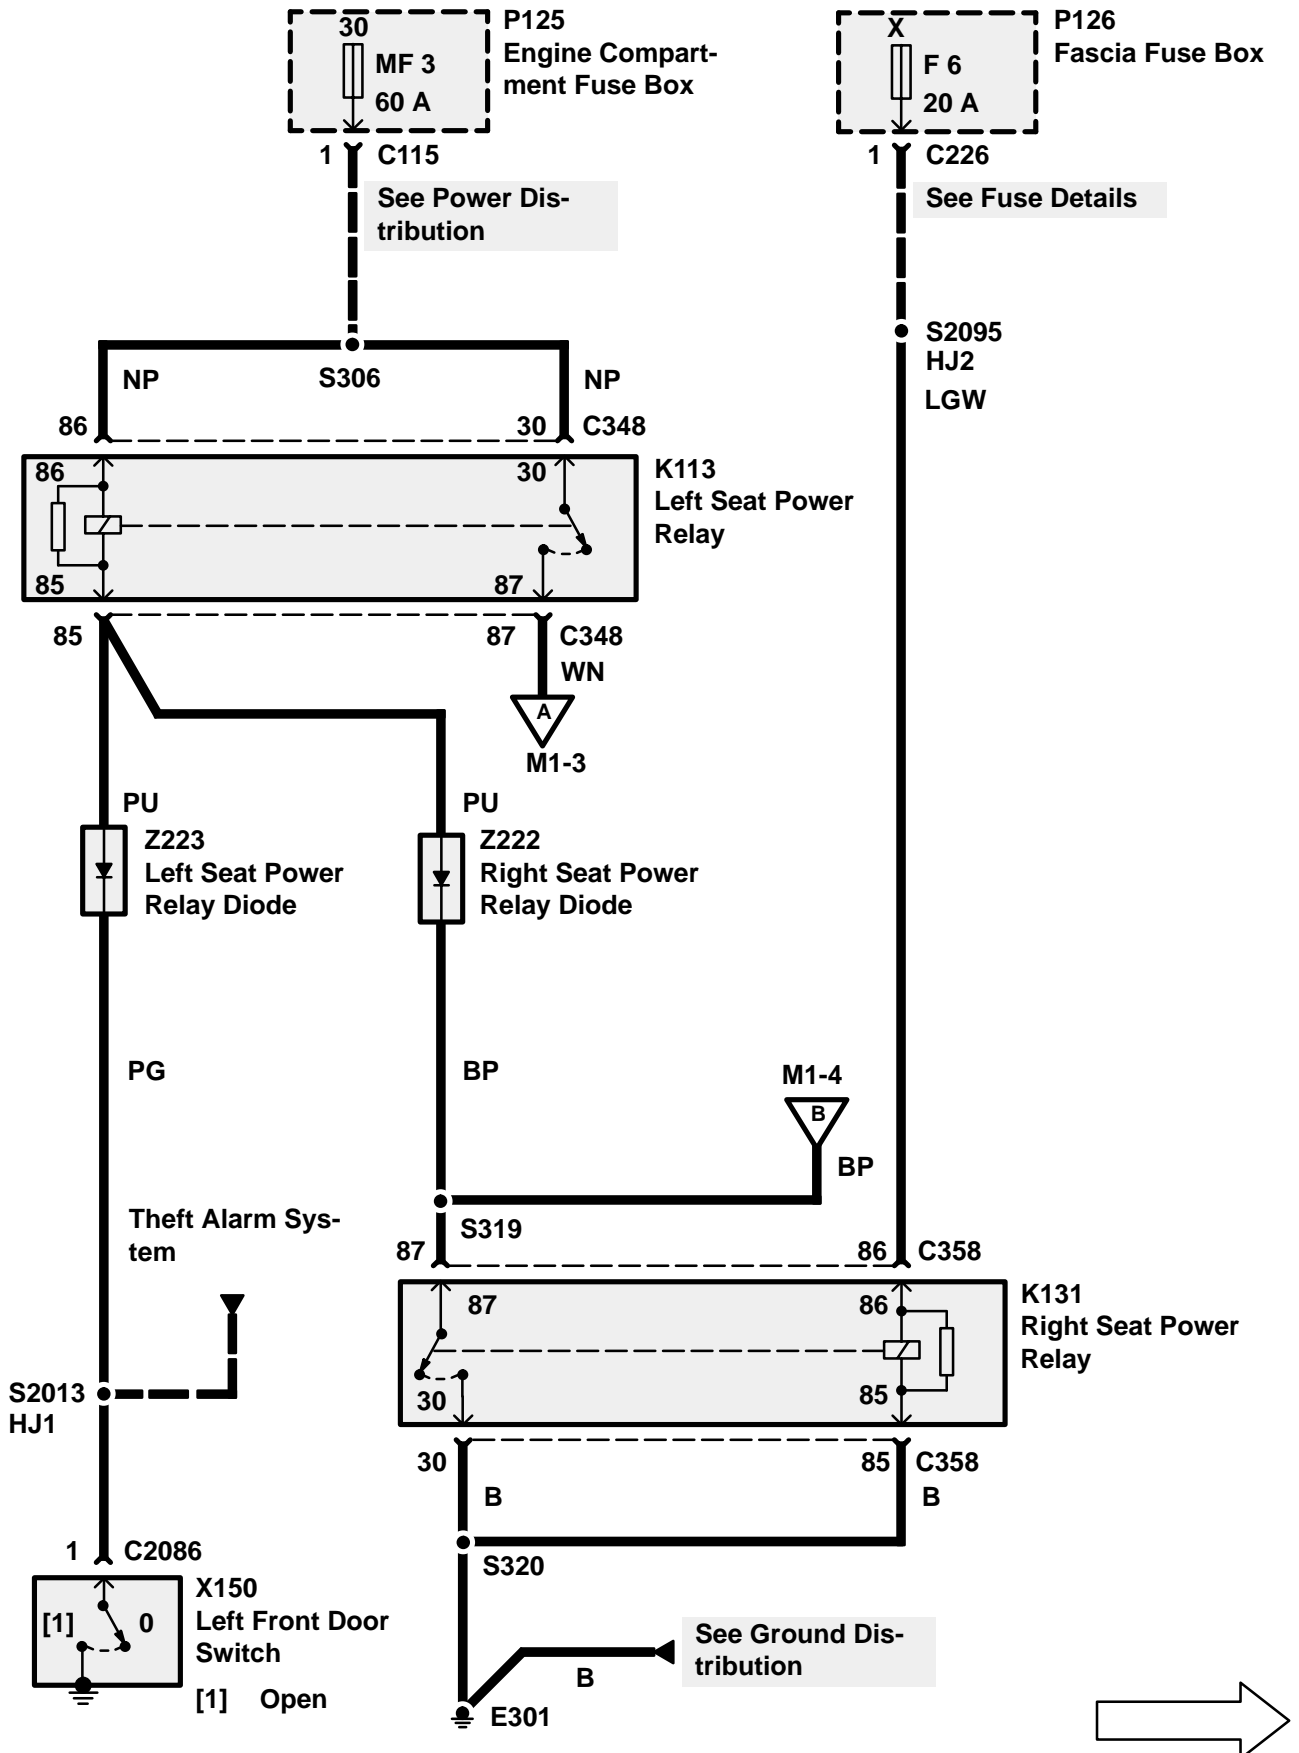 30
MF 3
60 A
P125
Engine Compart-
ment Fuse Box
X
F 6
20 A
P126
Fascia Fuse Box
1 C115
See Power Dis-
tribution
1 C226
See Fuse Details
S2095
HJ2
LGW
NP
S306
NP
86
30 C348
86
30
K113
Left Seat Power
Relay
85
87
85
87 C348
WN
A
M1-3
PU
Z223
Left Seat Power
Relay Diode
PU
Z222
Right Seat Power
Relay Diode
PG
BP
M1-4
B
BP
Theft Alarm Sys-
tem
S319
87
86 C358
87
86
K131
Right Seat Power
Relay
30
85
S2013
HJ1
30
85 C358
B
B
S320
1 C2086
[1] 0
X150
Left Front Door
Switch
[1] Open
See Ground Dis-
tribution
B
E301